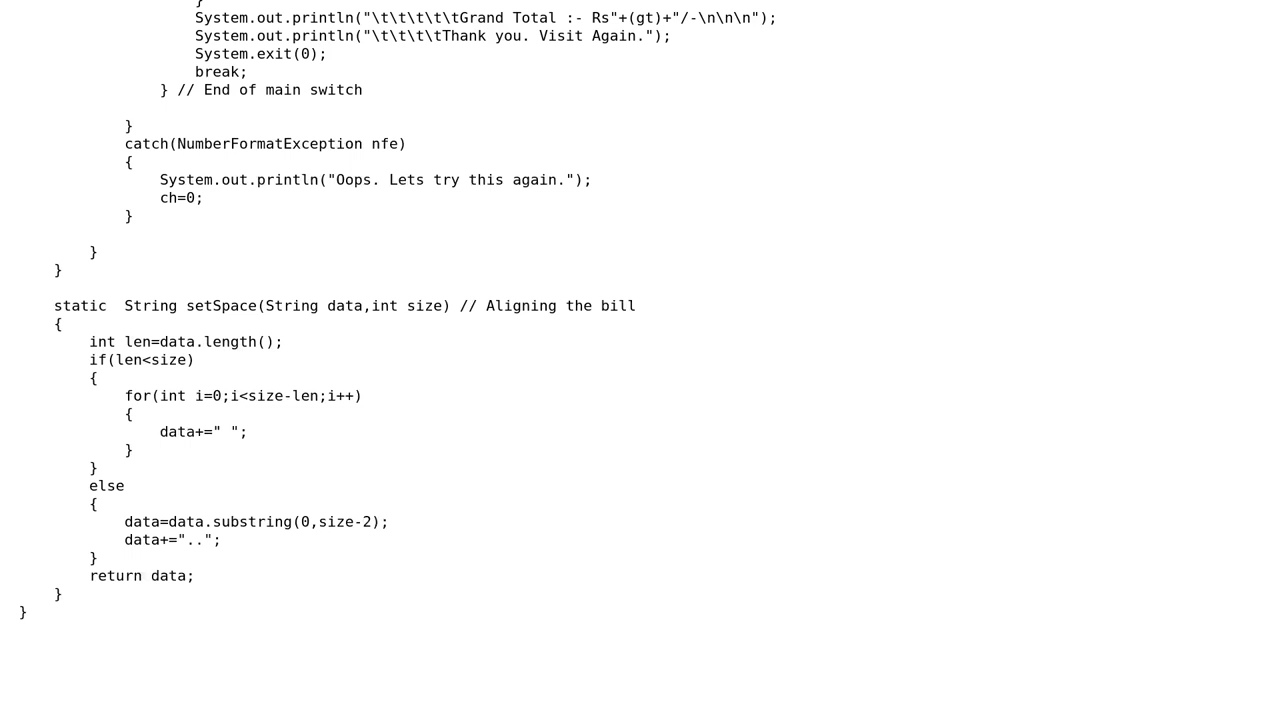 }
System.out.println("\t\t\t\t\tGrand Total :- Rs"+(gt)+"/-\n\n\n");
System.out.println("\t\t\t\tThank you. Visit Again.");
System.exit(0);
break;
} // End of main switch
}
catch(NumberFormatException nfe)
{
System.out.println("Oops. Lets try this again.");
ch=0;
}
}
}
static  String setSpace(String data,int size) // Aligning the bill
{
int len=data.length();
if(len<size)
{
for(int i=0;i<size-len;i++)
{
data+=" ";
}
}
else
{
data=data.substring(0,size-2);
data+="..";
}
return data;
}
}